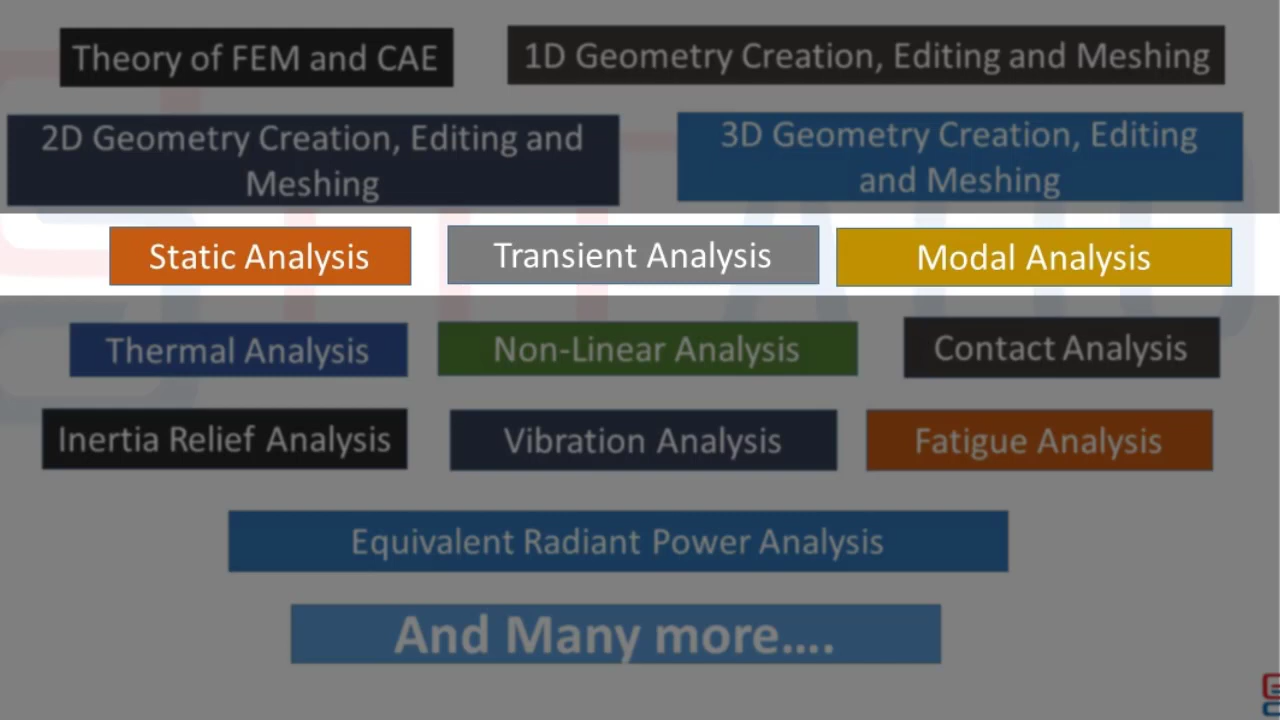 Theory of FEM and CAE
1D Geometry Creation, Editing and Meshing
2D Geometry Creation, Editing and
Meshing
3D Geometry Creation, Editing
and Meshing
Static Analysis
Transient Analysis
Modal Analysis
Thermal Analysis
Non-Linear Analysis
Contact Analysis
Inertia Relief Analysis
Vibration Analysis
Fatigue Analysis
Equivalent Radiant Power Analysis
And Many more....